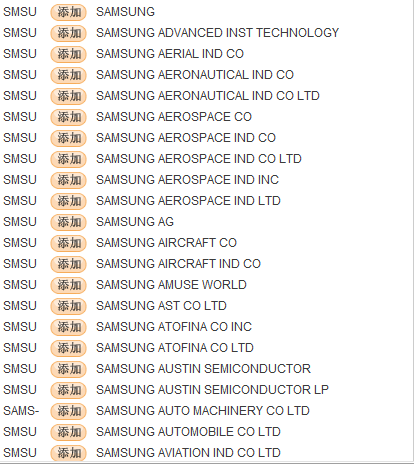 SMSU 添加 SAMSUNG
SMSU 添加 SAMSUNG ADVANCED INST TECHNOLOGY
SMSU 添加 SAMSUNG AERIAL IND CO
SMSU 添加 SAMSUNG AERONAUTICAL IND CO
SMSU 添加 SAMSUNG AERONAUTICAL IND CO LTD
SMSU 添加 SAMSUNG AEROSPACE CO
SMSU 添加 SAMSUNG AEROSPACE IND CO
SMSU 添加 SAMSUNG AEROSPACE IND CO LTD
SMSU 添加 SAMSUNG AEROSPACE IND INC
SMSU 添加 SAMSUNG AEROSPACE IND LTD
SMSU 添加 SAMSUNG AG
SMSU 添加 SAMSUNG AIRCRAFT CO
SMSU 添加 SAMSUNG AIRCRAFT IND CO
SMSU 添加 SAMSUNG AMUSE WORLD
SMSU 添加 SAMSUNG AST CO LTD
SMSU 添加 SAMSUNG ATOFINA CO INC
SMSU 添加 SAMSUNG ATOFINA CO LTD
SMSU 添加 SAMSUNG AUSTIN SEMICONDUCTOR
SMSU 添加 SAMSUNG AUSTIN SEMICONDUCTOR LP
SAMS- 添加 SAMSUNG AUTO MACHINERY CO LTD
SMSU 添加 SAMSUNG AUTOMOBILE CO LTD
SMSU 添加 SAMSUNG AVIATION IND CO LTD